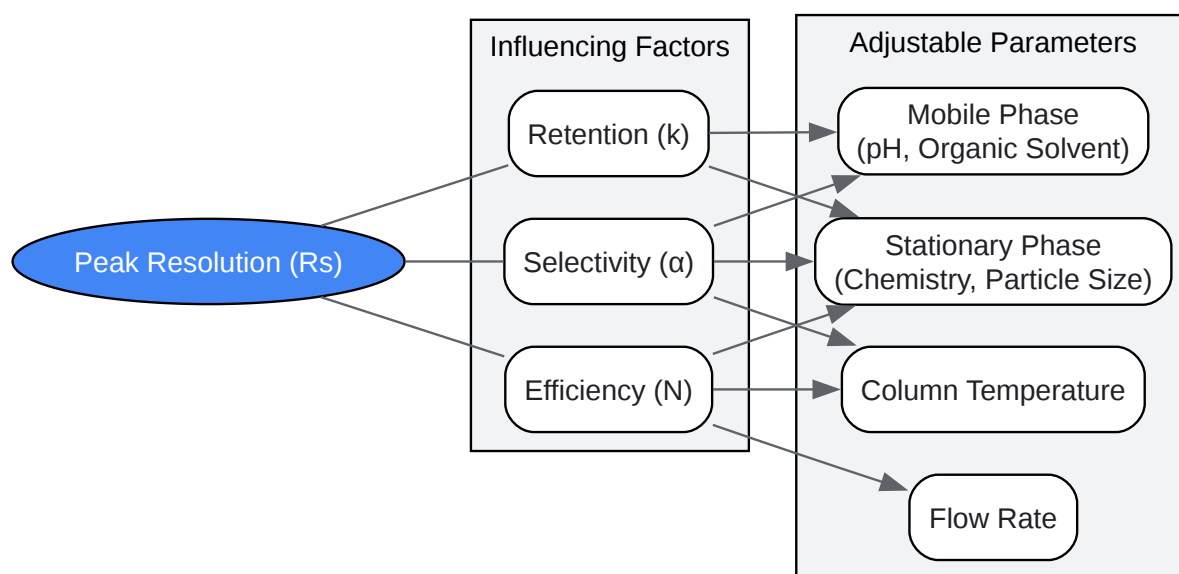 Influencing Factors
Adjustable Parameters
Peak Resolution (Rs)
Retention (k)
Selectivity (α)
Efficiency (N)
Mobile Phase
(pH, Organic Solvent)
Stationary Phase
(Chemistry, Particle Size)
Column Temperature
Flow Rate